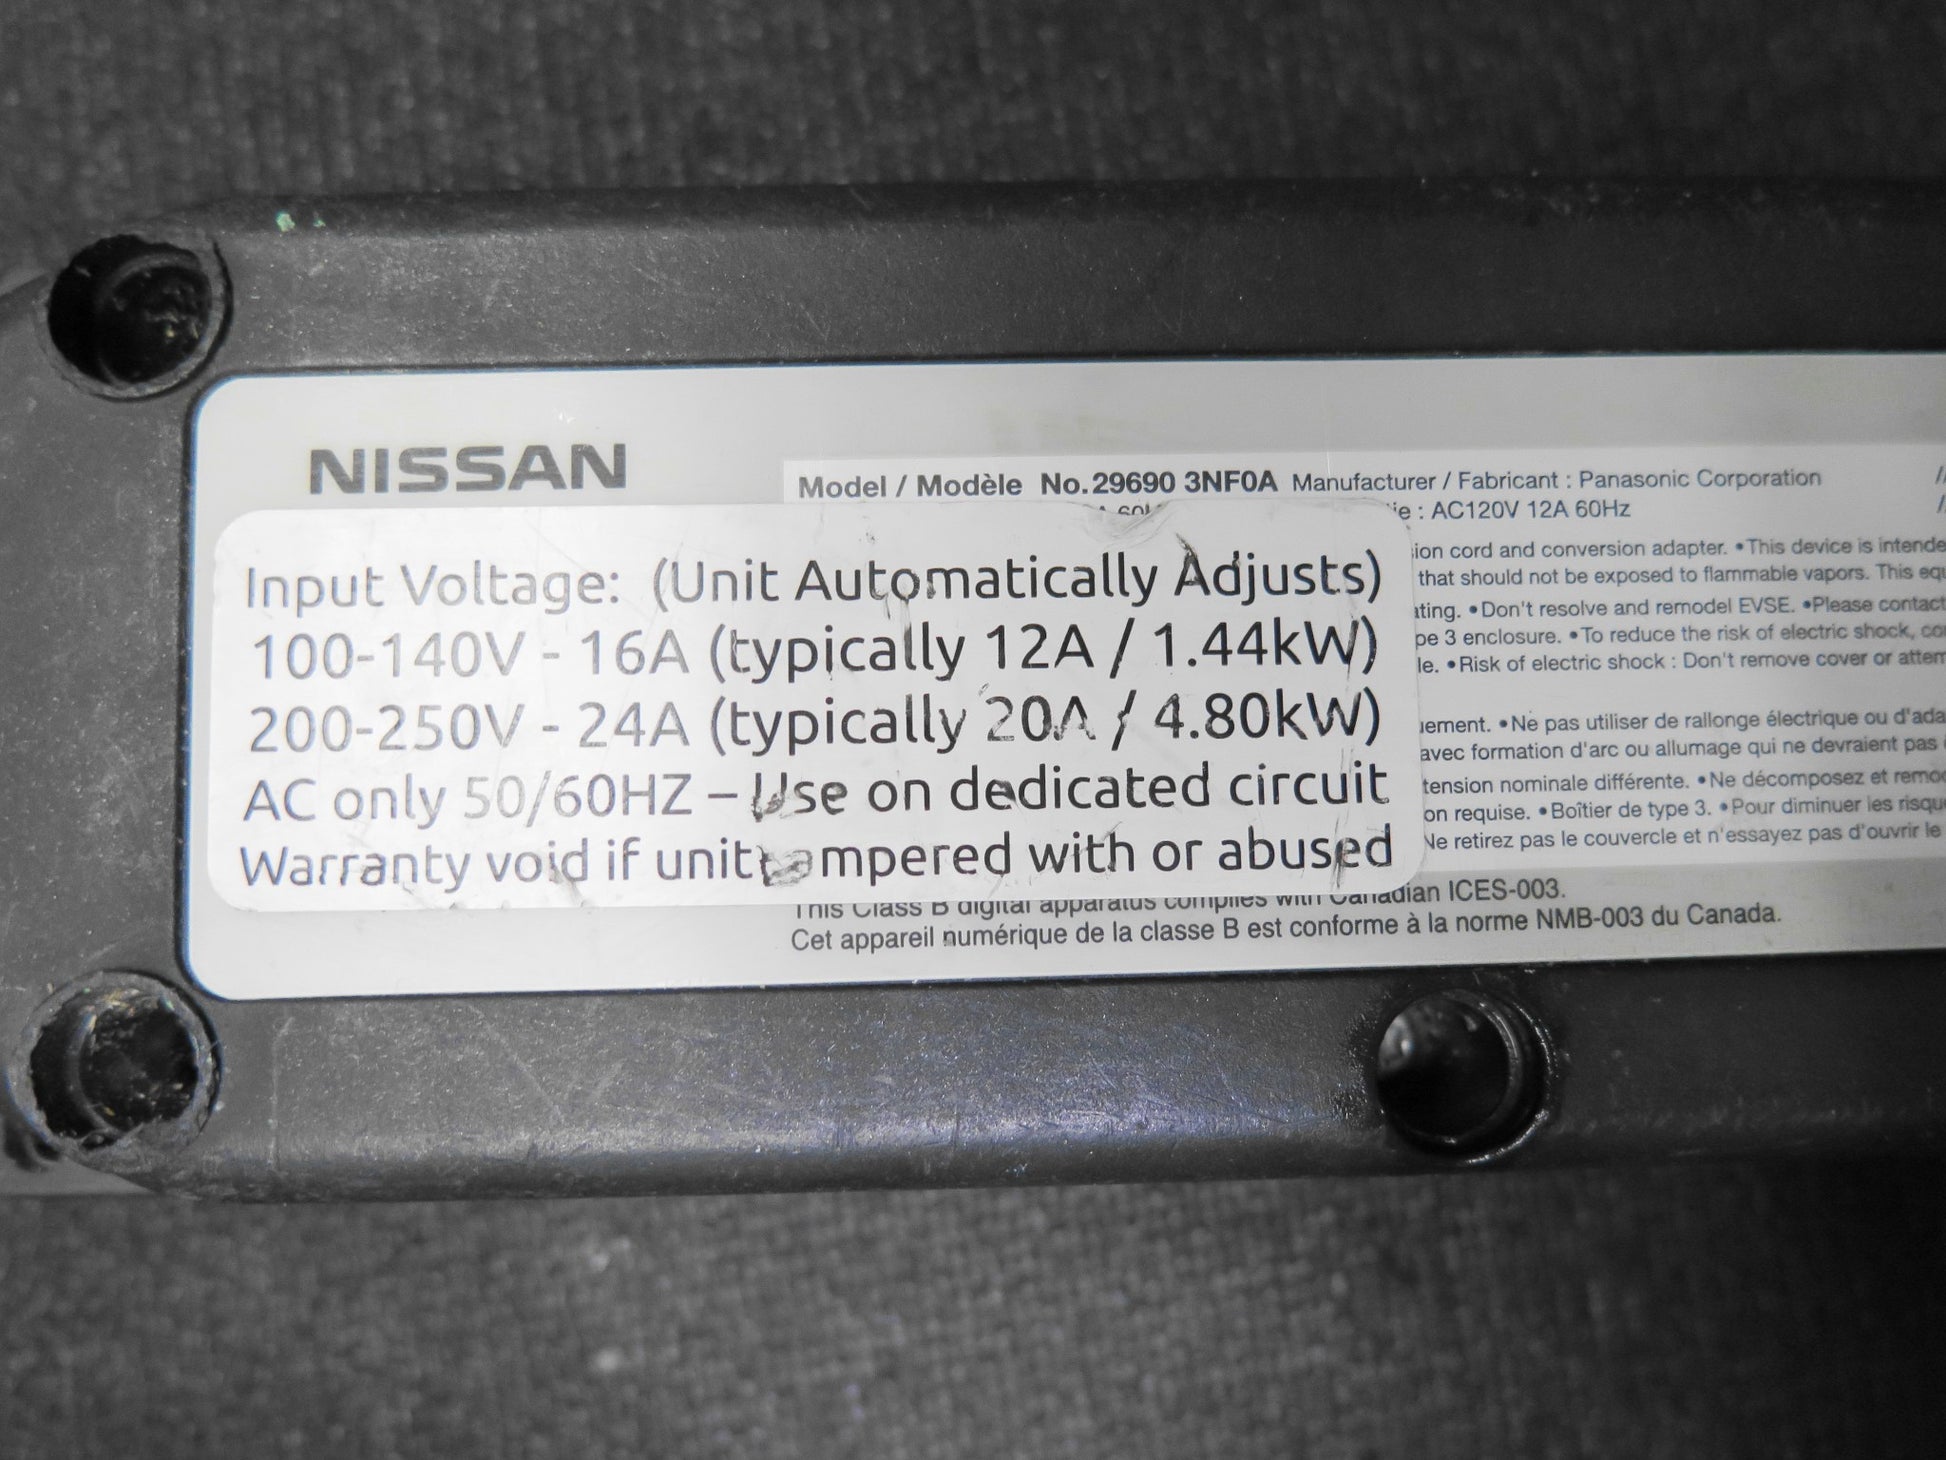 NISSAN
Model / Modèle No.29690 3NF0A Manufacturer / Fabricant : Panasonic Corporation
: AC120V 12A 60Hz
Input Voltage: (Unit Automatically Adjusts)
100-140V - 16A (typically 12A / 1.44kW)
200-250V - 24A (typically 20A / 4.80kW)
AC only 50/60HZ – Use on dedicated circuit
Warranty void if unit tampered with or abused
cord and conversion adapter. •This device is
that should not be exposed to flammable vapors. This
•Don't resolve and remodel EVSE. •Please contact
3 enclosure. •To reduce the risk of electric shock,
•Risk of electric shock : Don't remove cover or
•Ne pas utiliser de rallonge électrique ou
avec formation d'arc ou allumage qui ne devraient pas
tension nominale différente. •Ne décomposez et
requise. •Boîtier de type 3. •Pour diminuer les
Ne retirez pas le couvercle et n'essayez pas d'ouvrir le
This Class B digital apparatus complies with Canadian ICES-003.
Cet appareil numérique de la classe B est conforme à la norme NMB-003 du Canada.